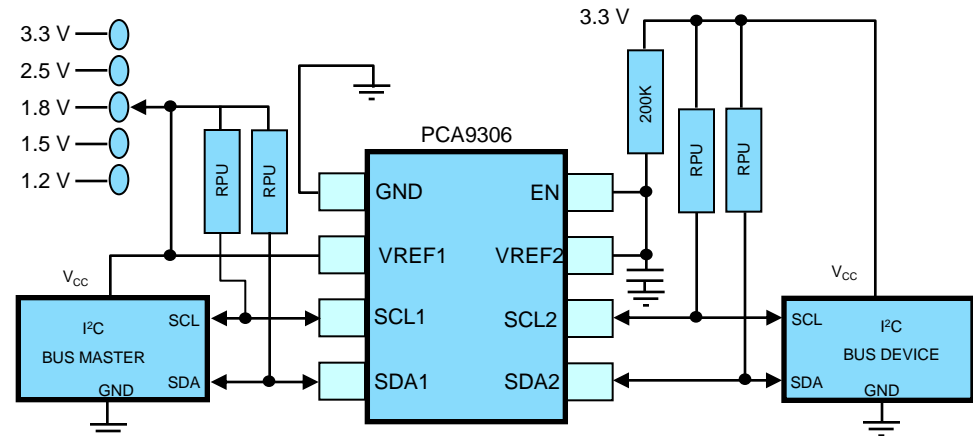 3.3 V
2.5 V
1.8 V
1.5 V
1.2 V
RPU
RPU
PCA9306
3.3 V
200K
RPU
RPU
GND
EN
VREF1
VREF2
SCL1
SCL2
SDA1
SDA2
VCC
I²C
BUS MASTER
SCL
SDA
GND
VCC
SCL
I²C
BUS DEVICE
SDA
GND